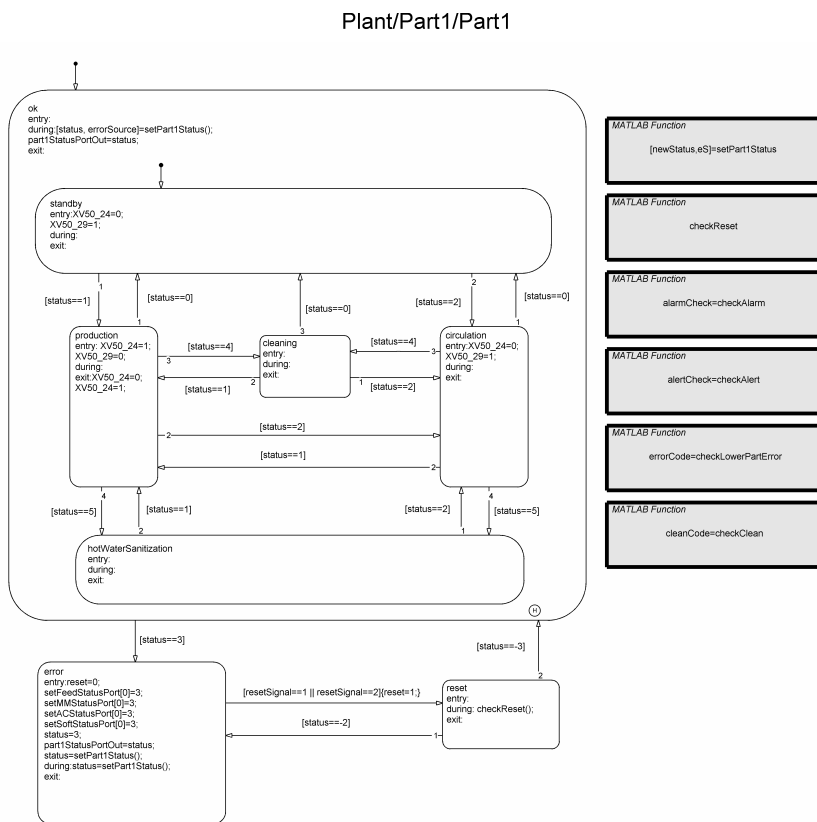 Plant/Part1/Part1
ok
entry:
during:[status, errorSource]=setPart1Status();
part1StatusPortOut=status;
exit:
standby
entry:XV50_24=0;
XV50_29=1;
during:
exit:
1
[status==1]
[status==0]
1
[status==0]
3
2
[status==2]
[status==0]
1
production
entry: XV50_24=1;
XV50_29=0;
during:
exit:XV50_24=0;
XV50_24=1;
3
[status==4]
cleaning
entry:
during:
exit:
[status==4]
3
2
[status==1]
1
[status==2]
circulation
entry:XV50_24=0;
XV50_29=1;
during:
exit:
2
[status==2]
[status==1]
2
4
[status==5]
[status==1]
2
[status==2]
1
4
[status==5]
hotWaterSanitization
entry:
during:
exit:
H
[status==3]
[status==-3]
2
error
entry:reset=0;
setFeedStatusPort[0]=3;
setMMStatusPort[0]=3;
setACStatusPort[0]=3;
setSoftStatusPort[0]=3;
status=3;
part1StatusPortOut=status;
status=setPart1Status();
during:status=setPart1Status();
exit:
[resetSignal==1 || resetSignal==2]{reset=1;}
[status==-2]
1
reset
entry:
during: checkReset();
exit:
MATLAB Function
[newStatus,eS]=setPart1Status
MATLAB Function
checkReset
MATLAB Function
alarmCheck=checkAlarm
MATLAB Function
alertCheck=checkAlert
MATLAB Function
errorCode=checkLowerPartError
MATLAB Function
cleanCode=checkClean